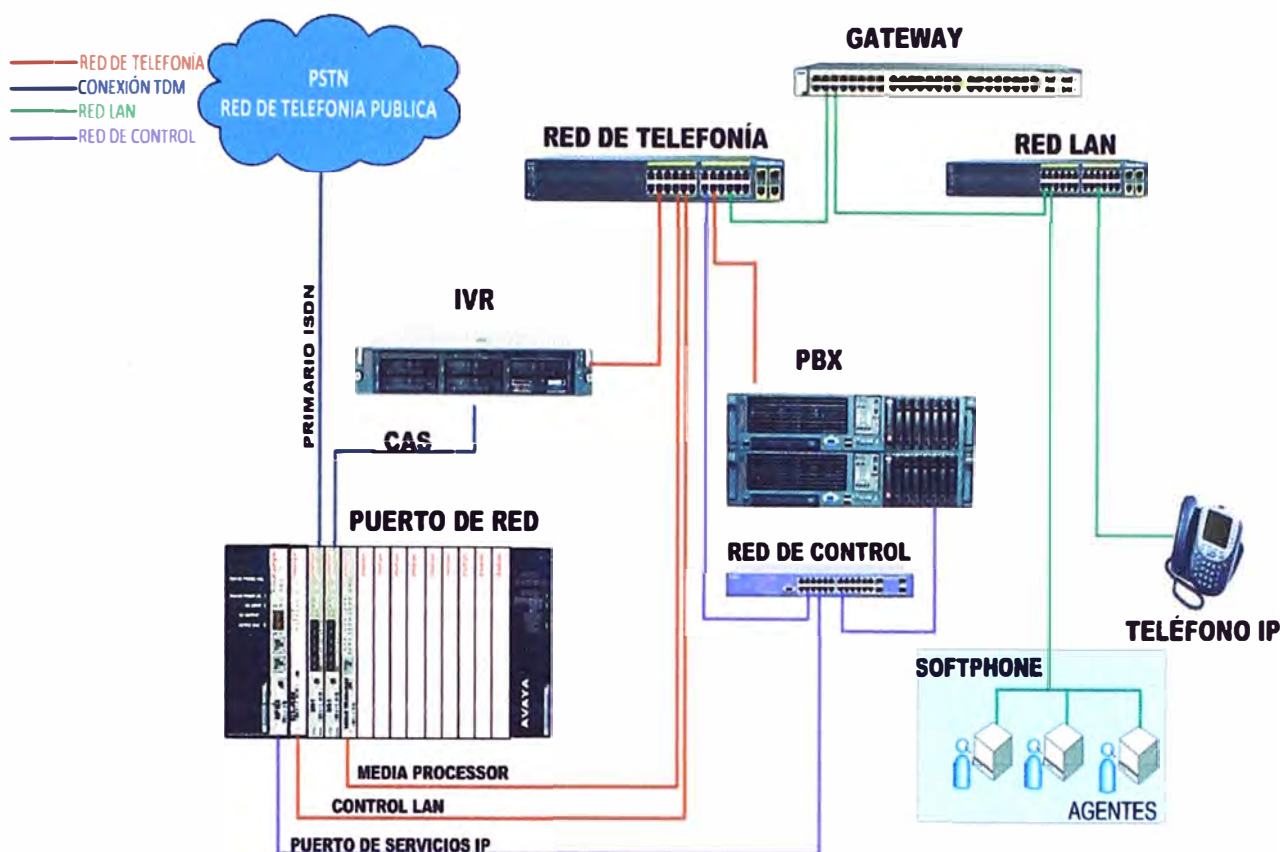 RED DE TELEFONÍA
CONEXIÓN TDM
RED LAN
RED DE CONTROL
PSTN
RED DE TELEFONIA PUBLICA
GATEWAY
RED DE TELEFONÍA
RED LAN
PRIMARIO ISDN
IVR
CAS
PBX
PUERTO DE RED
RED DE CONTROL
AVAYA
TELÉFONO IP
SOFTPHONE
AGENTES
MEDIA PROCESSOR
CONTROL LAN
PUERTO DE SERVICIOS IP